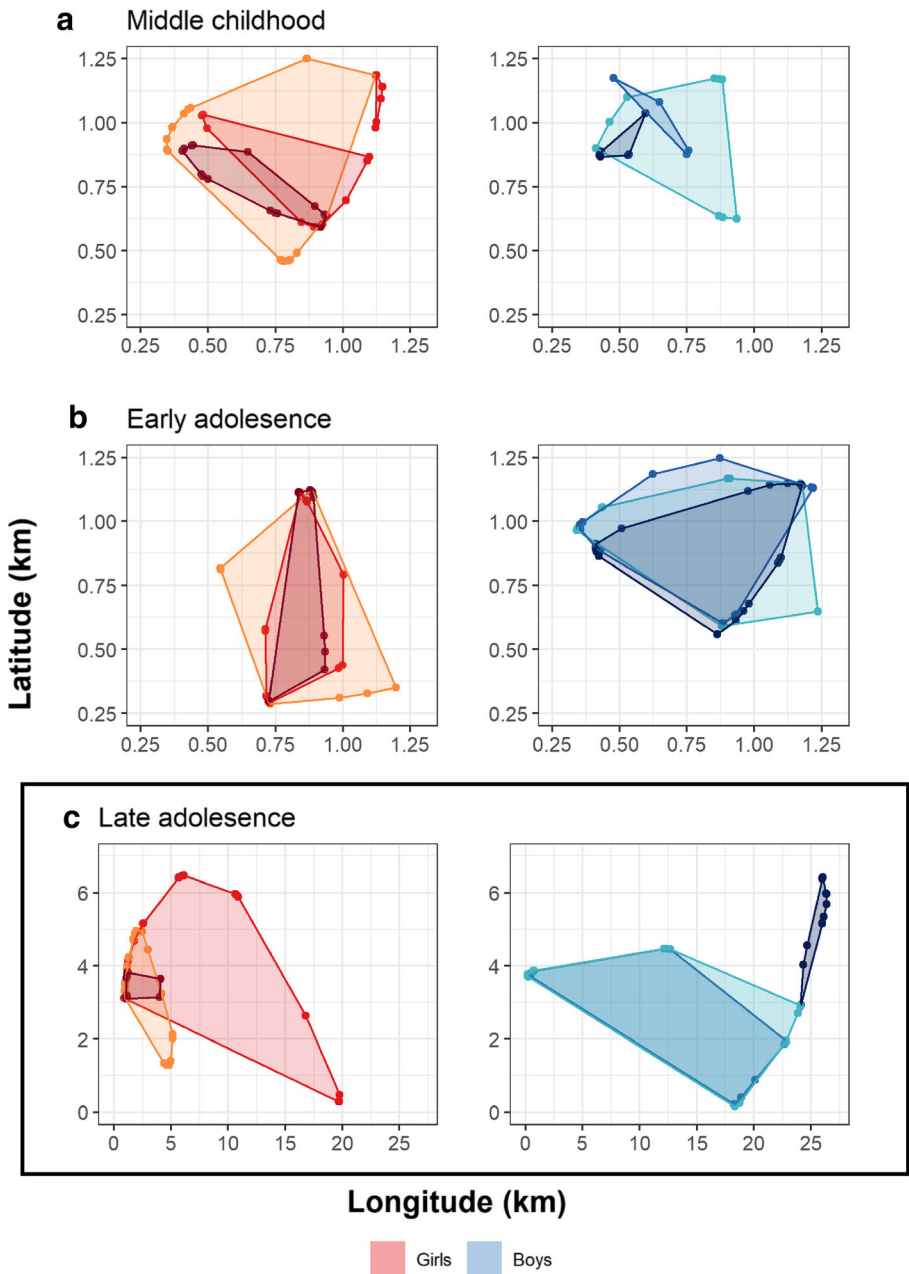 a Middle childhood
1.25 1.25
1.00 1.00
0.75 0.75
0.50 0.50
0.25 0.25
0.25 0.50 0.75 1.00 1.25 0.25 0.50 0.75 1.00 1.25
b Early adolesence
1.25 1.25
1.00 1.00
0.75 0.75
0.50 0.50
0.25 0.25
0.25 0.50 0.75 1.00 1.25 0.25 0.50 0.75 1.00 1.25
Latitude (km)
c Late adolesence
6 6
4 4
2 2
0 0
0 5 10 15 20 25 0 5 10 15 20 25
Longitude (km)
Girls Boys